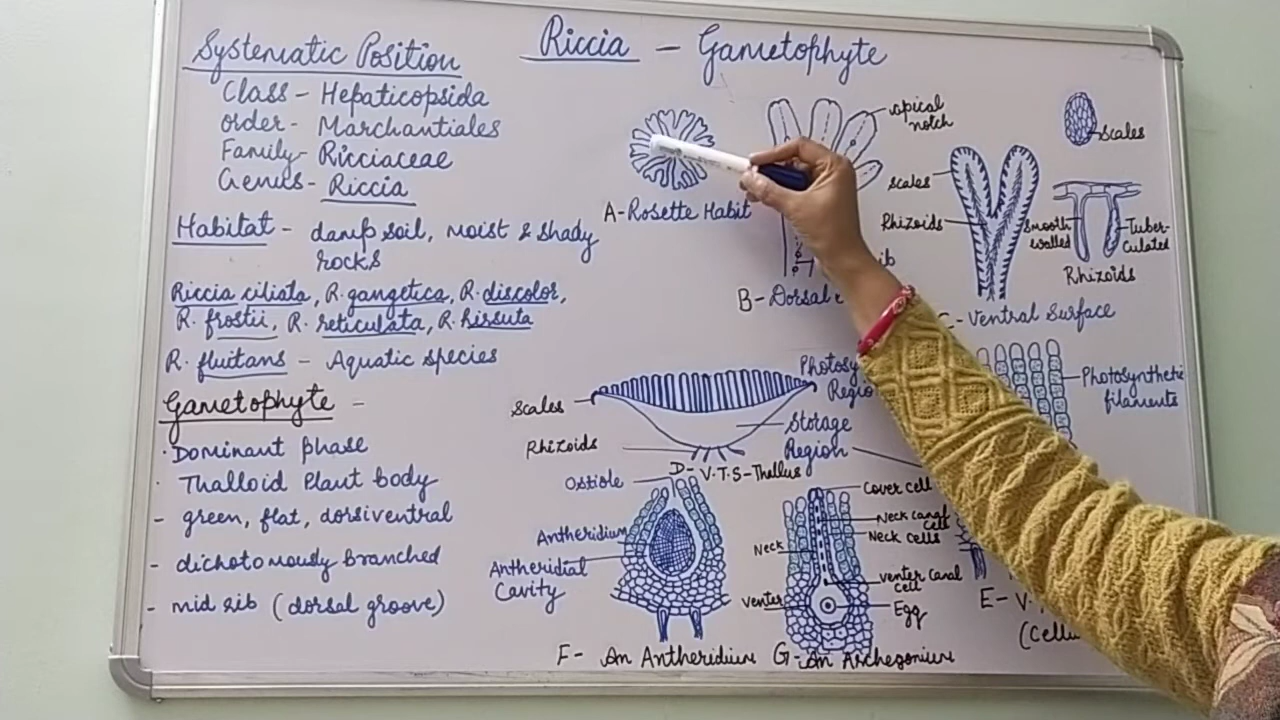 Riccia - Gametophyte
Systematic Position
Class - Hepaticopsida
Order - Marchantiales
Family - Ricciaceae
Genus - Riccia
Habitat - damp soil, moist & shady
rocks
Riccia ciliata, R. gangetica, R. discolor,
R. frostii, R. reticulata, R. hirsuta
R. fluitans - Aquatic species
Gametophyte -
· Dominant phase
· Thalloid Plant body
- green, flat, dorsiventral
- dichotomously branched
- mid rib (dorsal groove)
A - Rosette Habit
apical
notch
B - Dorsal
Scales
Rhizoids
Scales
Smooth
walled
Tuber-
culated
Rhizoids
Ventral Surface
Scales
Rhizoids
Storage
Region
D - V.T.S - Thallus
Photosynthetic
filaments
Ostiole
Antheridium
Antheridial
Cavity
F - An Antheridium
Cover cell
Neck canal
cell
Neck cells
Neck
Venter canal
cell
Venter
Egg
G - An Archegonium
E - V.